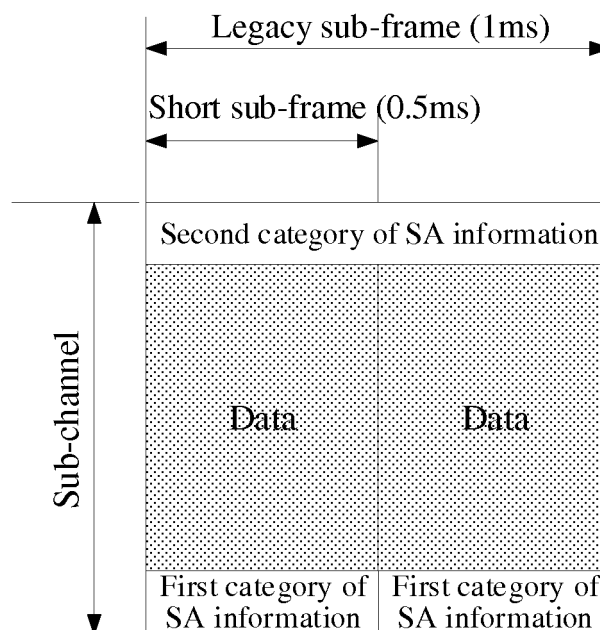 Legacy sub-frame (1ms)
Short sub-frame (0.5ms)
Second category of SA information
Sub-channel
Data
Data
First category of
SA information
First category of
SA information